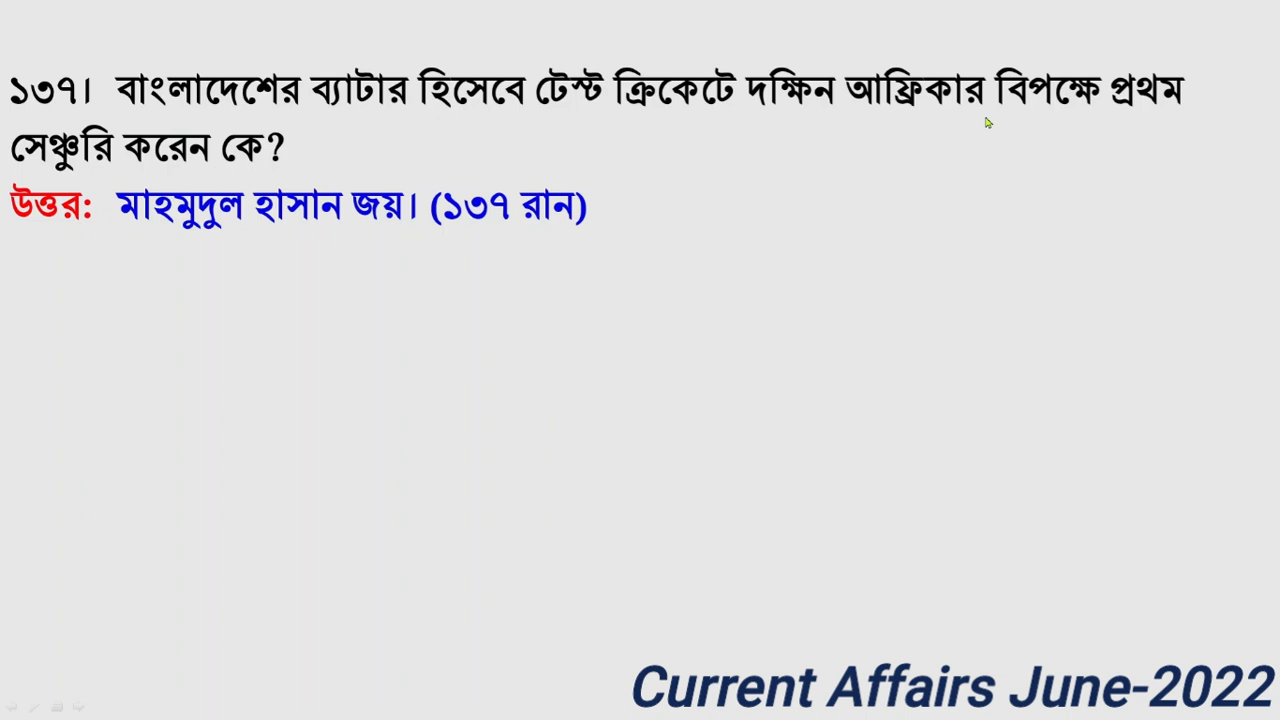 ১৩৭। বাংলাদেশের ব্যাটার হিসেবে টেস্ট ক্রিকেটে দক্ষিন আফ্রিকার বিপক্ষে প্রথম
সেঞ্চুরি করেন কে?
উত্তর: মাহমুদুল হাসান জয়। (১৩৭ রান)
Current Affairs June-2022